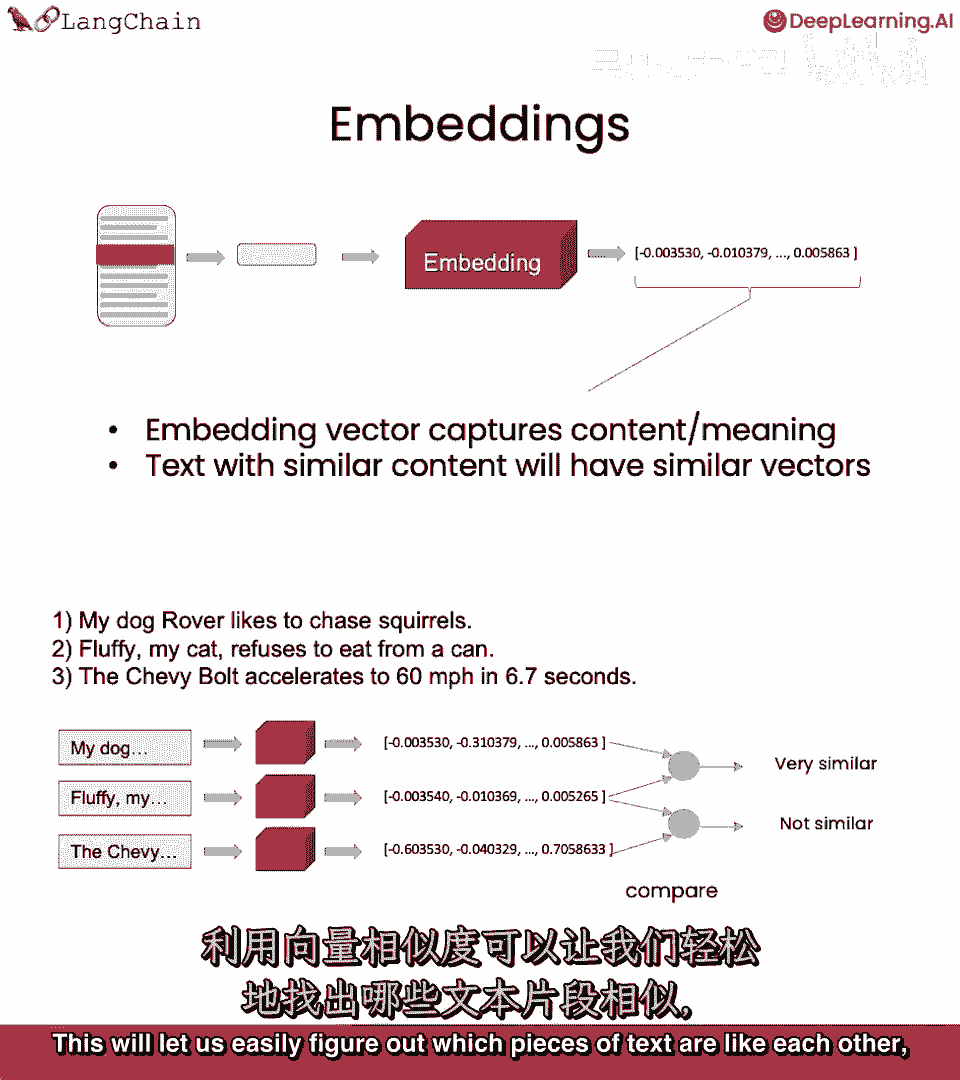 LangChain
DeepLearning.AI
Embeddings
Embedding
[-0.003530, -0.010379, ..., 0.005863 ]
• Embedding vector captures content/meaning
• Text with similar content will have similar vectors
1) My dog Rover likes to chase squirrels.
2) Fluffy, my cat, refuses to eat from a can.
3) The Chevy Bolt accelerates to 60 mph in 6.7 seconds.
My dog...
[-0.003530, -0.310379, ..., 0.005863 ]
Very similar
Fluffy, my...
[-0.003540, -0.010369, ..., 0.005265 ]
Not similar
The Chevy...
[-0.603530, -0.040329, ..., 0.7058633 ]
compare
利用向量相似度可以让我们轻松
地找出哪些文本片段相似,
This will let us easily figure out which pieces of text are like each other,